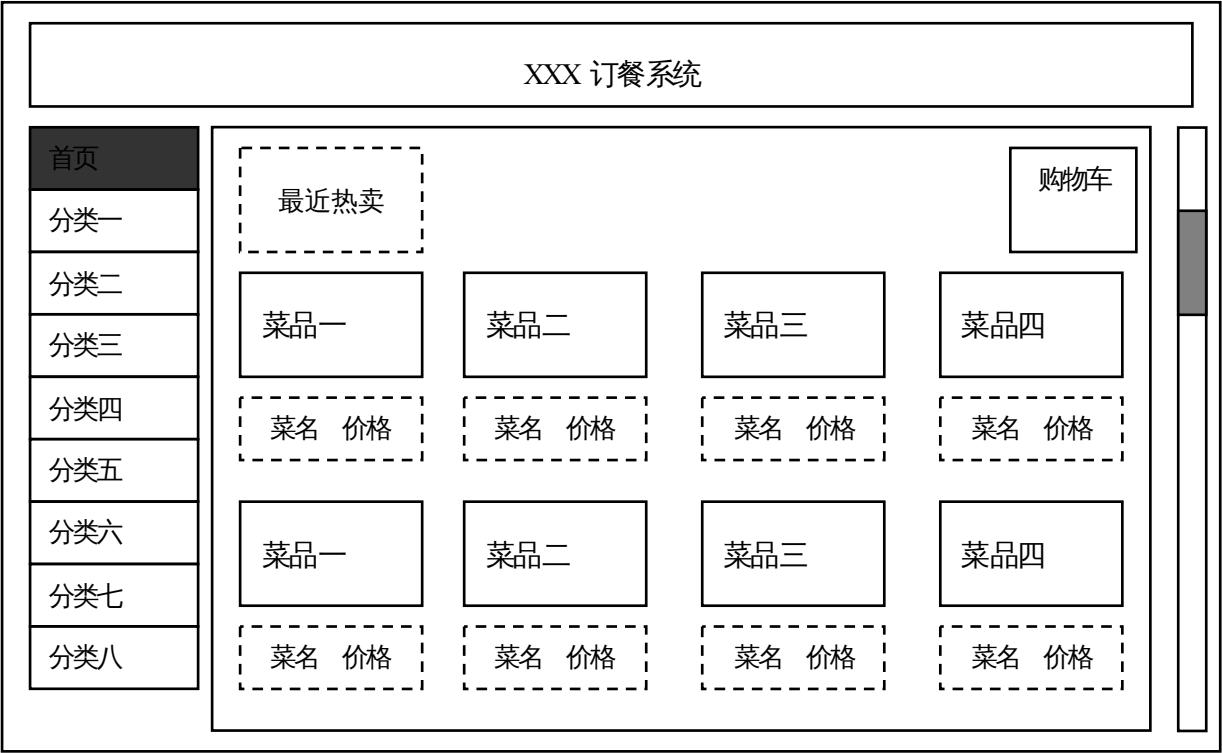 XXX 订餐系统
首页
分类一
分类二
分类三
分类四
分类五
分类六
分类七
分类八
最近热卖
购物车
菜品一 菜品二 菜品三 菜品四
菜名 价格 菜名 价格 菜名 价格 菜名 价格
菜品一 菜品二 菜品三 菜品四
菜名 价格 菜名 价格 菜名 价格 菜名 价格